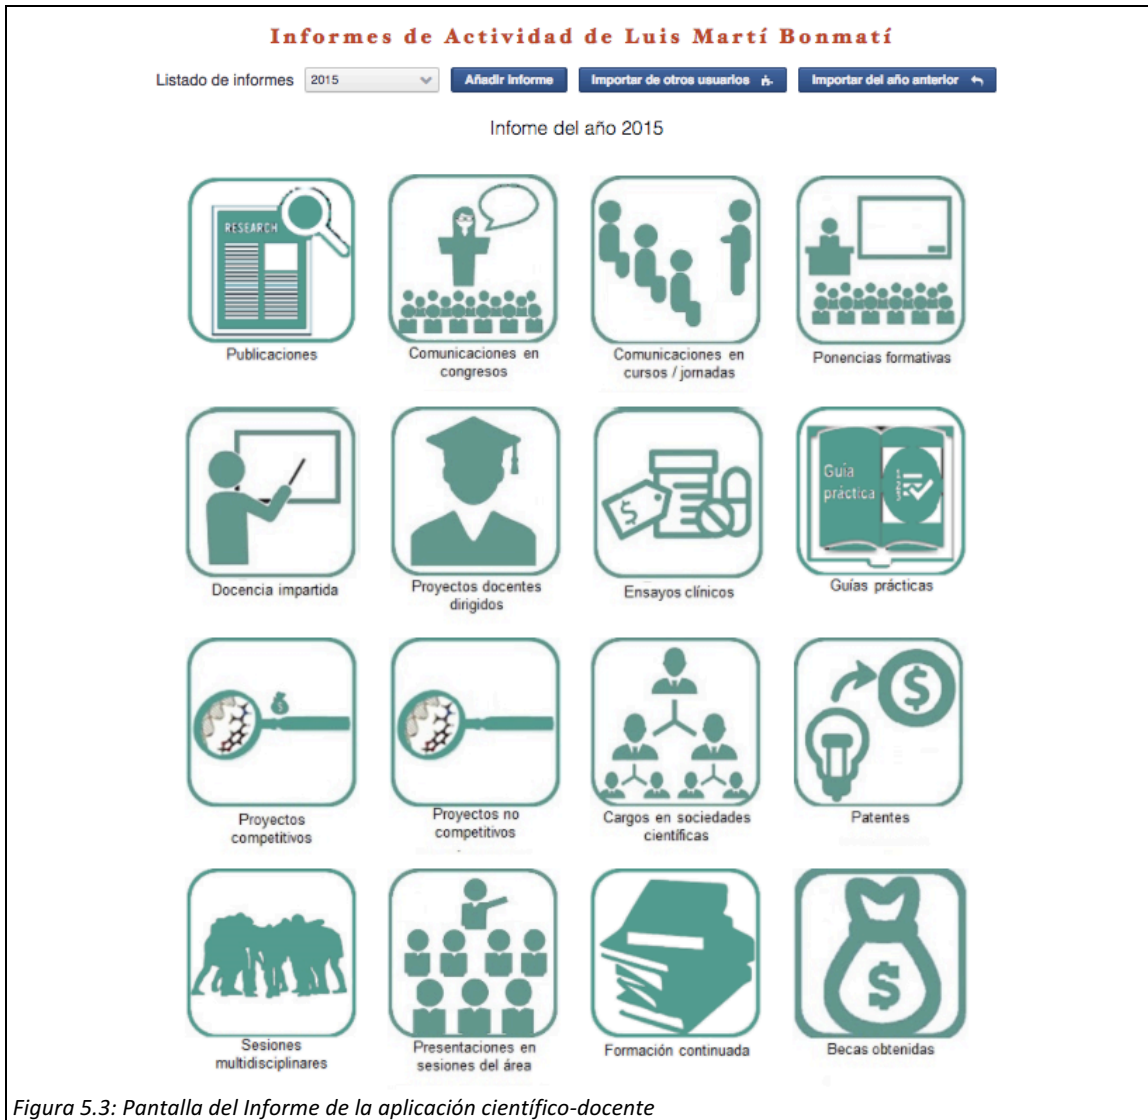 Informes de Actividad de Luis Martí Bonmatí
Listado de informes 2015 Añadir Informe Importar de otros usuarios Importar del año anterior
Infome del año 2015
RESEARCH
Publicaciones
Comunicaciones en
congresos
Comunicaciones en
cursos / jornadas
Ponencias formativas
Docencia impartida
Proyectos docentes
dirigidos
$
Ensayos clínicos
Guía
práctica
1
2
3
Guías prácticas
$
Proyectos
competitivos
Proyectos no
competitivos
Cargos en sociedades
científicas
$
Patentes
Sesiones
multidisciplinares
Presentaciones en
sesiones del área
Formación continuada
$
Becas obtenidas
Figura 5.3: Pantalla del Informe de la aplicación científico-docente